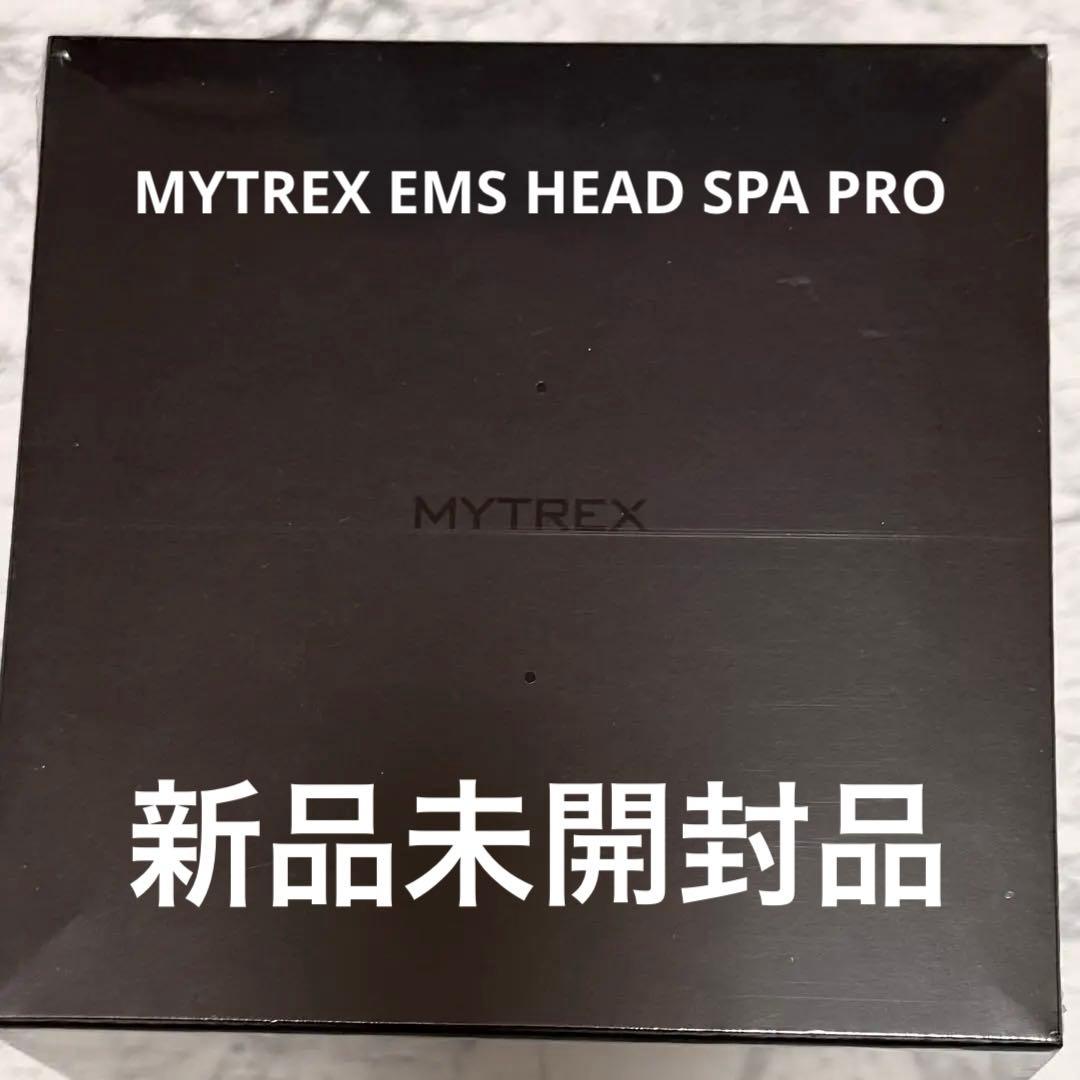 MYTREX EMS HEAD SPA PRO
MYTREX
新品未開封品